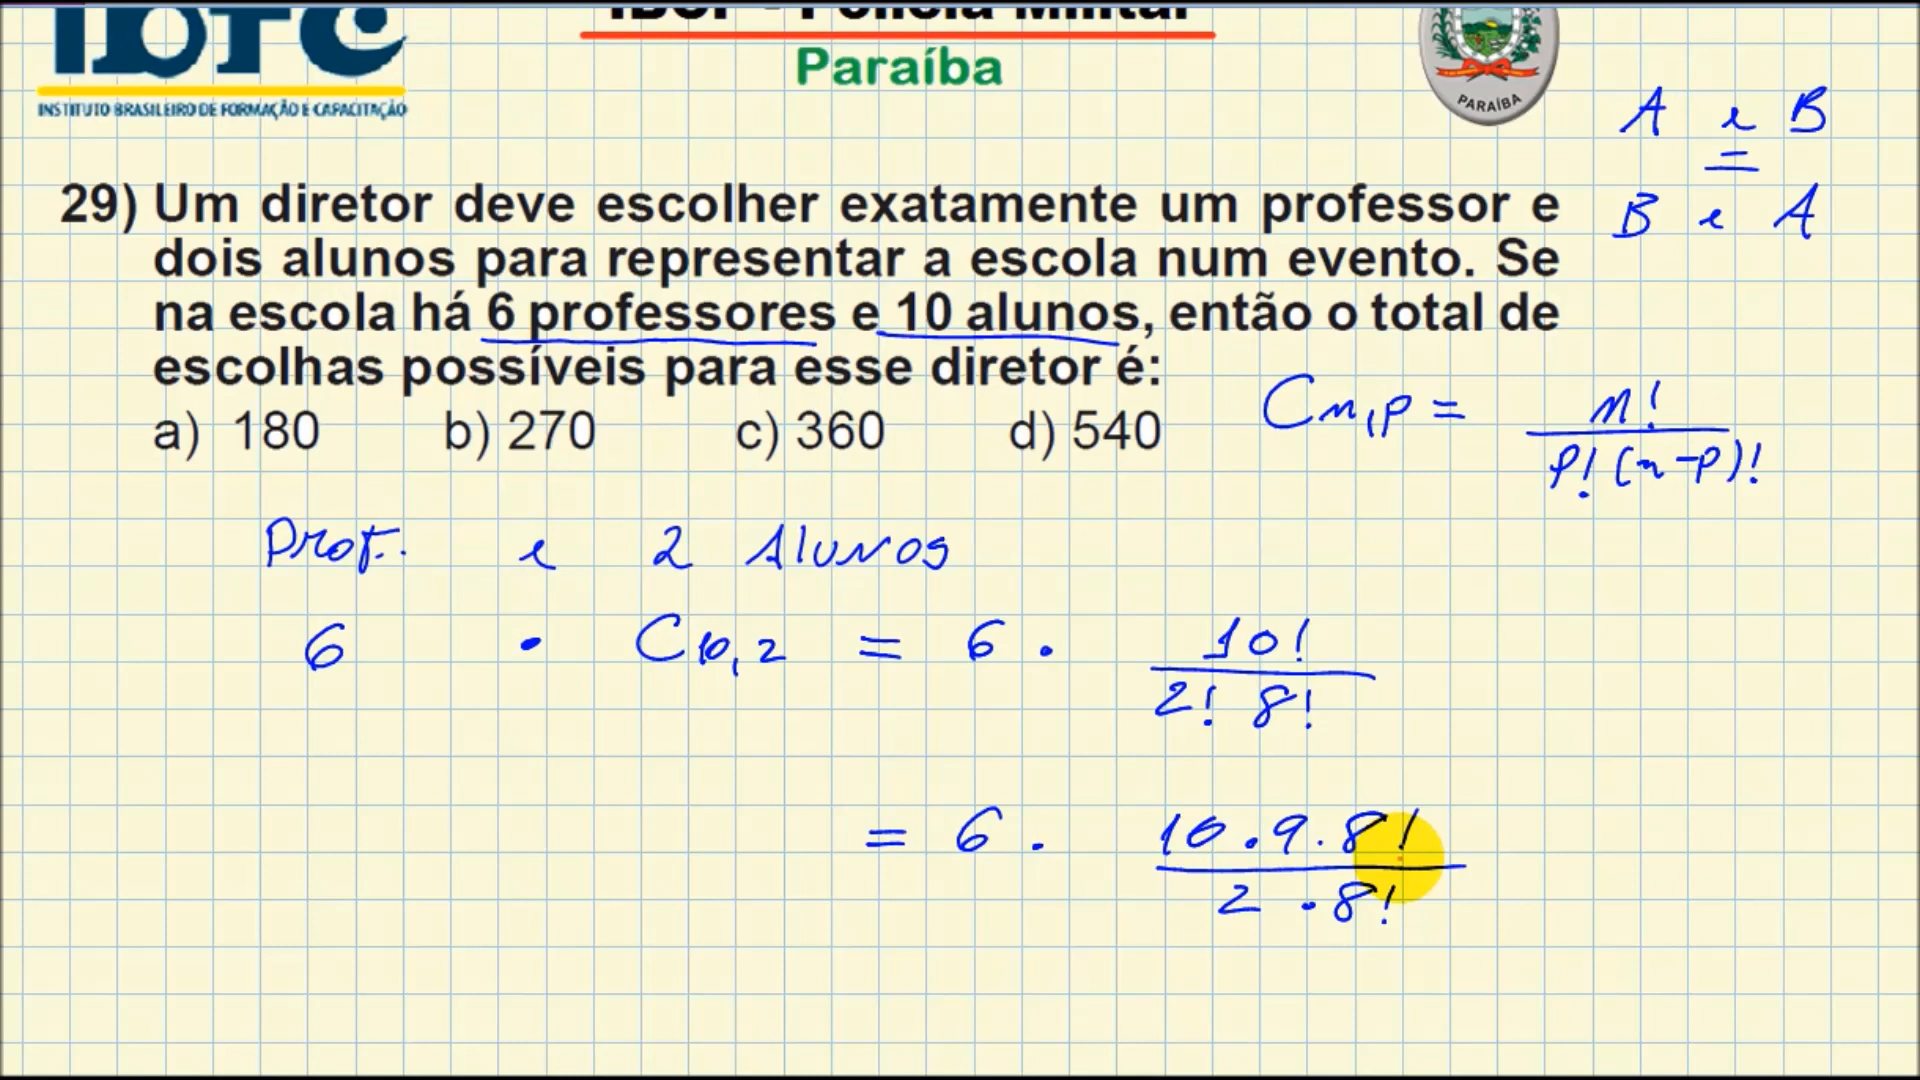 ibfc
INSTITUTO BRASILEIRO DE FORMAÇÃO E CAPACITAÇÃO
Polícia Militar
Paraíba
PARAÍBA
A e B
=
B e A
29) Um diretor deve escolher exatamente um professor e
dois alunos para representar a escola num evento. Se
na escola há 6 professores e 10 alunos, então o total de
escolhas possíveis para esse diretor é:
a) 180 b) 270 c) 360 d) 540
Cn,p = n! / p! (n-p)!
Prof. e 2 Alunos
6 . C10,2 = 6 . 10! / 2! 8!
= 6 . 10.9.8! / 2.8!